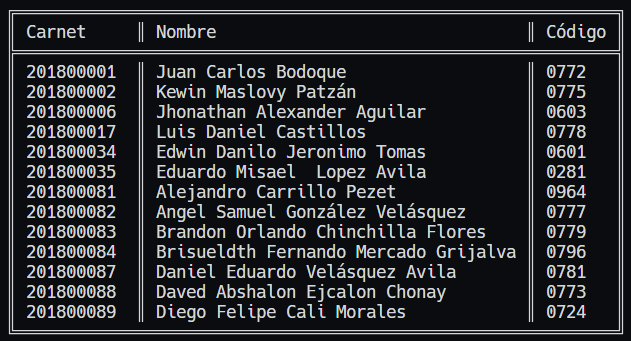 Carnet Nombre Código
201800001 Juan Carlos Bodoque 0772
201800002 Kewin Maslovy Patzán 0775
201800006 Jhonathan Alexander Aguilar 0603
201800017 Luis Daniel Castillos 0778
201800034 Edwin Danilo Jeronimo Tomas 0601
201800035 Eduardo Misael  Lopez Avila 0281
201800081 Alejandro Carrillo Pezet 0964
201800082 Angel Samuel González Velásquez 0777
201800083 Brandon Orlando Chinchilla Flores 0779
201800084 Brisueldth Fernando Mercado Grijalva 0796
201800087 Daniel Eduardo Velásquez Avila 0781
201800088 Daved Abshalon Ejcalon Chonay 0773
201800089 Diego Felipe Cali Morales 0724